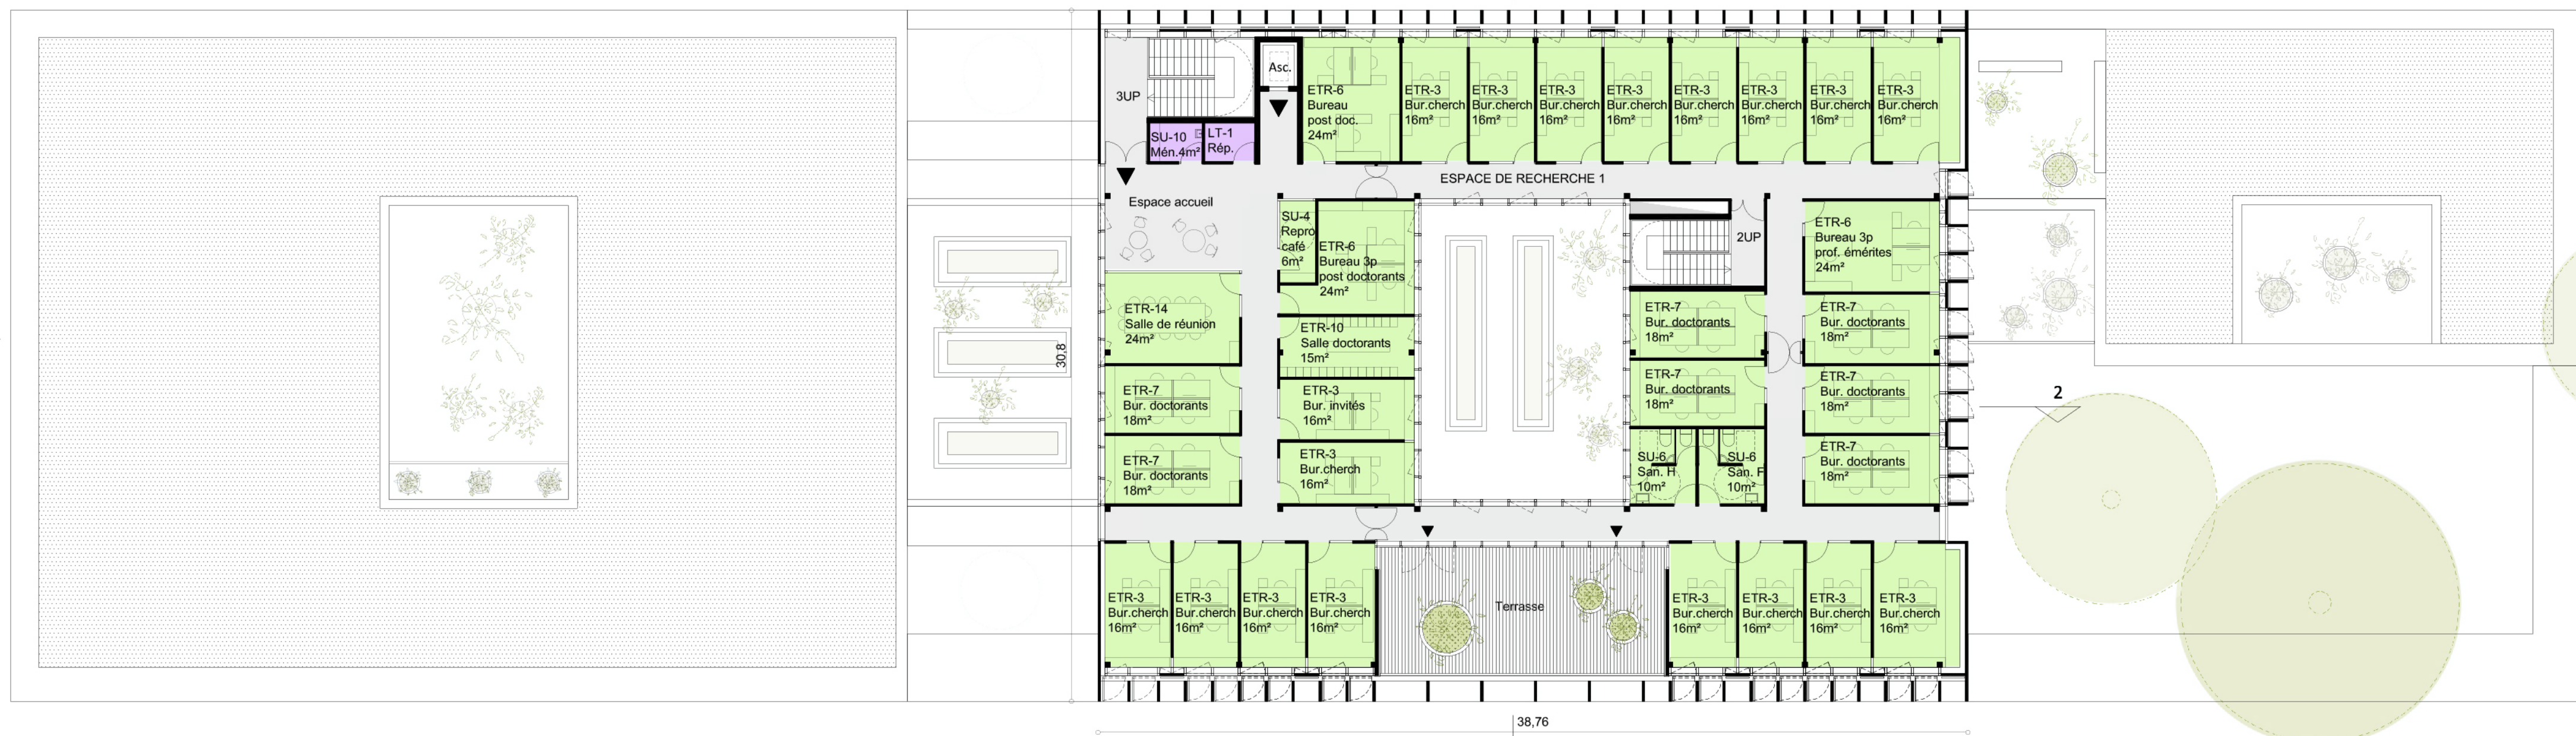 Asc.
3UP
SU-10
Mén.4m²
LT-1
Rép.
ETR-6
Bureau
post doc.
24m²
ETR-3
Bur.cherch
16m²
ETR-3
Bur.cherch
16m²
ETR-3
Bur.cherch
16m²
ETR-3
Bur.cherch
16m²
ETR-3
Bur.cherch
16m²
ETR-3
Bur.cherch
16m²
ETR-3
Bur.cherch
16m²
ETR-3
Bur.cherch
16m²
ESPACE DE RECHERCHE 1
Espace accueil
SU-4
Repro
café
6m²
ETR-6
Bureau 3p
post doctorants
24m²
2UP
ETR-6
Bureau 3p
prof. émérites
24m²
ETR-14
Salle de réunion
24m²
ETR-10
Salle doctorants
15m²
ETR-7
Bur. doctorants
18m²
ETR-7
Bur. doctorants
18m²
30,8
ETR-7
Bur. doctorants
18m²
ETR-3
Bur. invités
16m²
ETR-7
Bur. doctorants
18m²
ETR-7
Bur. doctorants
18m²
2
ETR-7
Bur. doctorants
18m²
ETR-3
Bur.cherch
16m²
SU-6
San. H
10m²
SU-6
San. F
10m²
ETR-7
Bur. doctorants
18m²
ETR-3
Bur.cherch
16m²
ETR-3
Bur.cherch
16m²
ETR-3
Bur.cherch
16m²
ETR-3
Bur.cherch
16m²
Terrasse
ETR-3
Bur.cherch
16m²
ETR-3
Bur.cherch
16m²
ETR-3
Bur.cherch
16m²
ETR-3
Bur.cherch
16m²
38,76